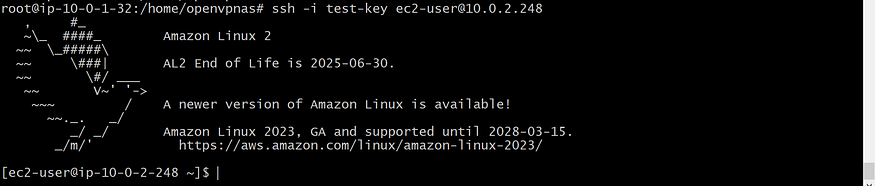 root@ip-10-0-1-32:/home/openvpnas# ssh -i test-key ec2-user@10.0.2.248
   ,     #_
   ~\_  ####_        Amazon Linux 2
  ~~  \_#####\
  ~~     \###|       AL2 End of Life is 2025-06-30.
  ~~       \#/ ___
   ~~       V~' '->
    ~~~         /    A newer version of Amazon Linux is available!
      ~~._.   _/
         _/ _/       Amazon Linux 2023, GA and supported until 2028-03-15.
       _/m/'           https://aws.amazon.com/linux/amazon-linux-2023/
[ec2-user@ip-10-0-2-248 ~]$